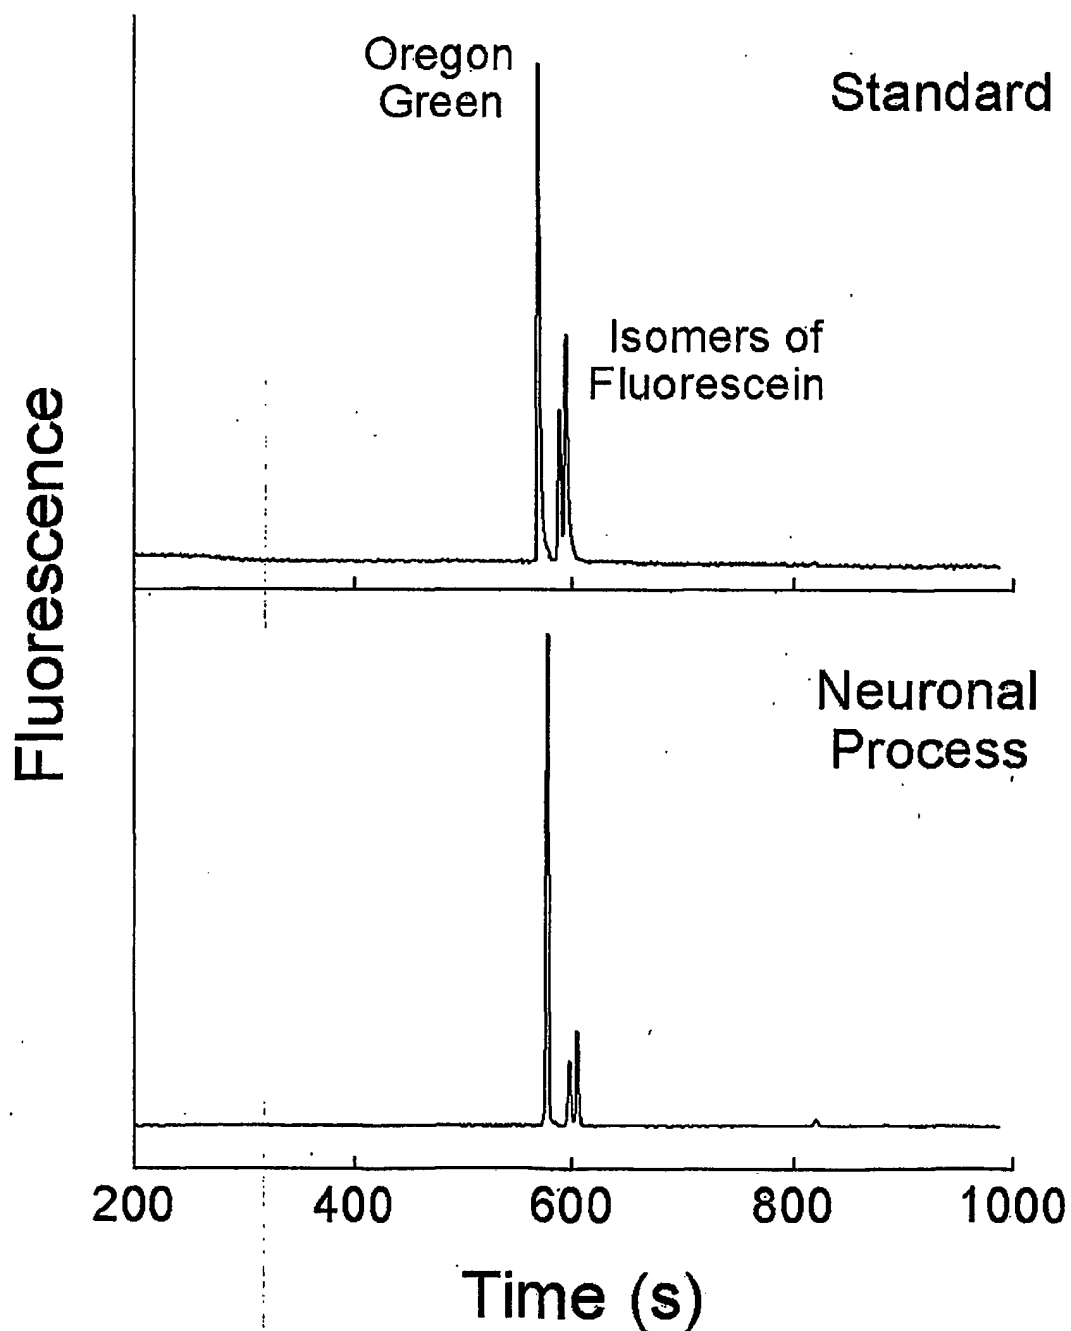 Oregon
Green
Standard
Isomers of
Fluorescein
Fluorescence
Neuronal
Process
200 400 600 800 1000
Time (s)